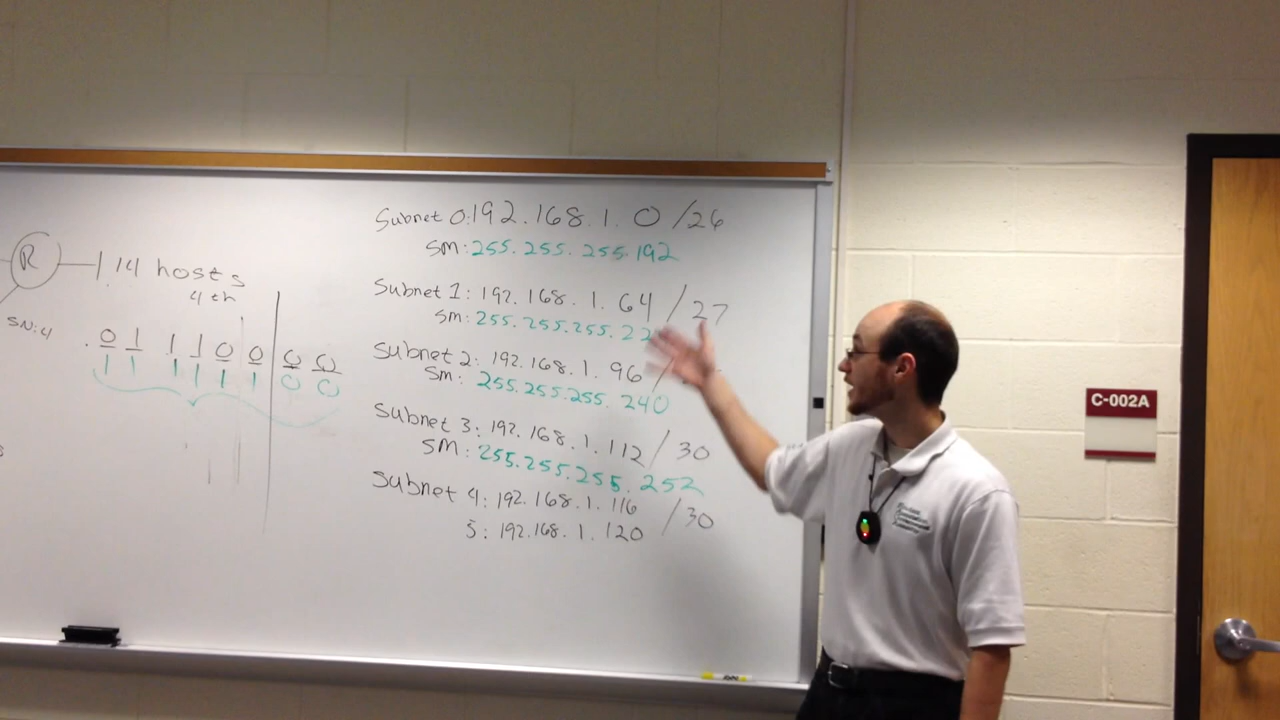 R 14 hosts
4th
SN:4
. 0 1 1 1 0 0 0 0
1 1 1 1 1 1 0 0
Subnet 0:192.168.1. 0 /26
SM:255.255.255.192
Subnet 1: 192.168.1.64 /27
SM: 255.255.255.22
Subnet 2: 192.168.1.96 /
SM: 255.255.255.240
Subnet 3: 192.168.1.112 /30
SM: 255.255.255.252
Subnet 4: 192.168.1.116 /30
5: 192.168.1.120
C-002A